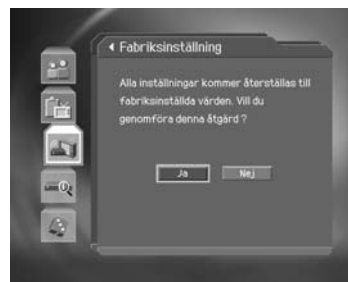 Fabriksinställning
Alla inställningar kommer återställas till
fabriksinställda värden. Vill du
genomföra denna åtgärd ?
Ja Nej